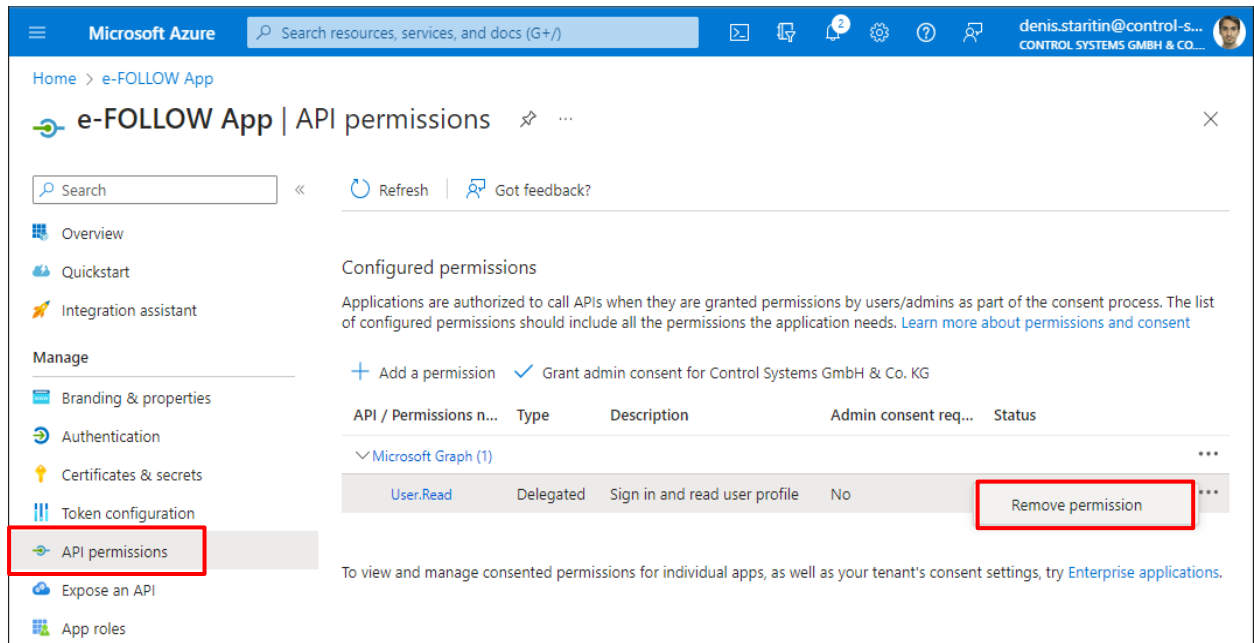 Microsoft Azure
Search resources, services, and docs (G+/)
2
denis.staritin@control-s...
CONTROL SYSTEMS GMBH & CO....
Home > e-FOLLOW App
e-FOLLOW App | API permissions
Search
Refresh
Got feedback?
Overview
Quickstart
Integration assistant
Manage
Branding & properties
Authentication
Certificates & secrets
Token configuration
API permissions
Expose an API
App roles
Configured permissions
Applications are authorized to call APIs when they are granted permissions by users/admins as part of the consent process. The list
of configured permissions should include all the permissions the application needs. Learn more about permissions and consent
Add a permission Grant admin consent for Control Systems GmbH & Co. KG
API / Permissions n... Type Description Admin consent req... Status
Microsoft Graph (1)
User.Read Delegated Sign in and read user profile No
Remove permission
To view and manage consented permissions for individual apps, as well as your tenant's consent settings, try Enterprise applications.